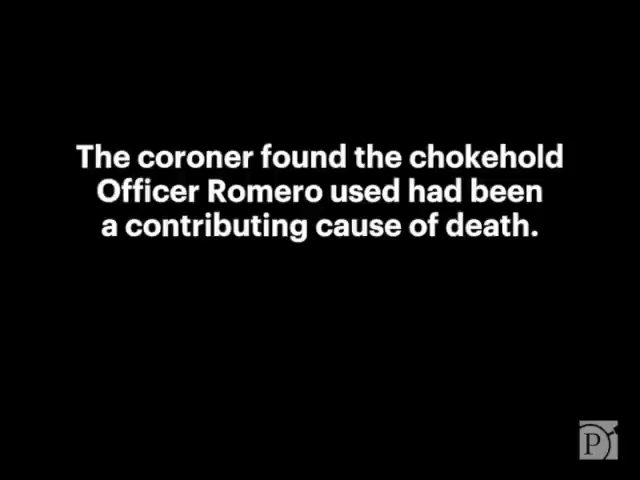 The coroner found the chokehold
Officer Romero used had been
a contributing cause of death.
P